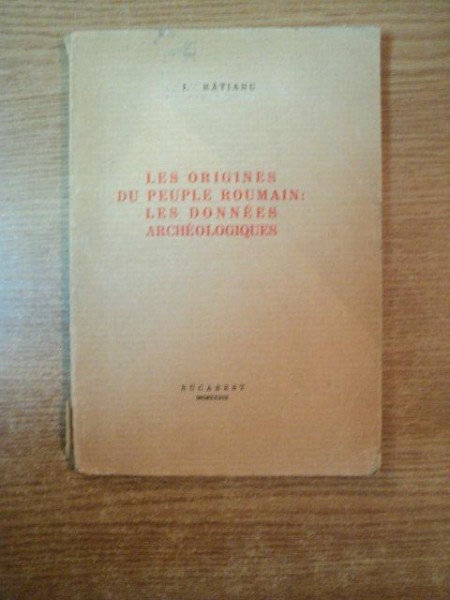 LES ORIGINES
DU PEUPLE ROUMAIN:
LES DONNÉES
ARCHÉOLOGIQUES
BUCAREST